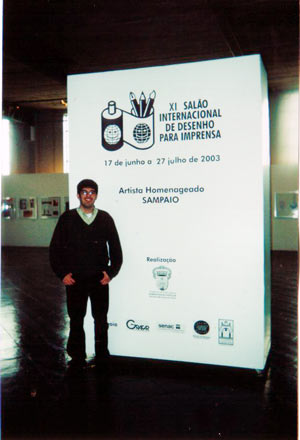 XI SALÃO
INTERNACIONAL
DE DESENHO
PARA IMPRENSA
17 de junho a 27 julho de 2003
Artista Homenageado
SAMPAIO
Realização
senac